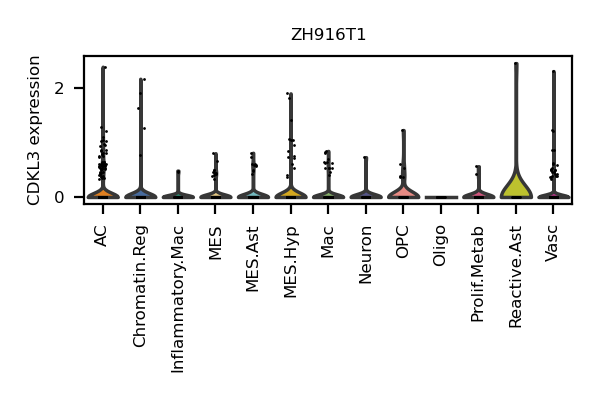 ZH916T1
CDKL3 expression
2
0
AC
Chromatin.Reg
Inflammatory.Mac
MES
MES.Ast
MES.Hyp
Mac
Neuron
OPC
Oligo
Prolif.Metab
Reactive.Ast
Vasc